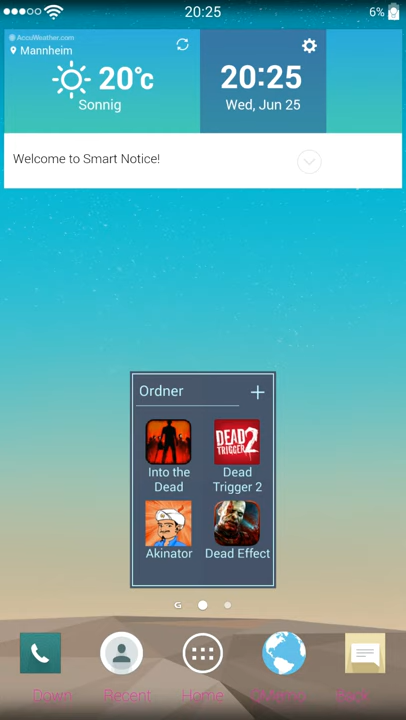 20:25
6%
AccuWeather.com
Mannheim
20°c
Sonnig
20:25
Wed, Jun 25
Welcome to Smart Notice!
Ordner
Into the
Dead
DEAD
TRIGGER 2
Dead
Trigger 2
Akinator
Dead Effect
G
Down
Recent
Home
Back